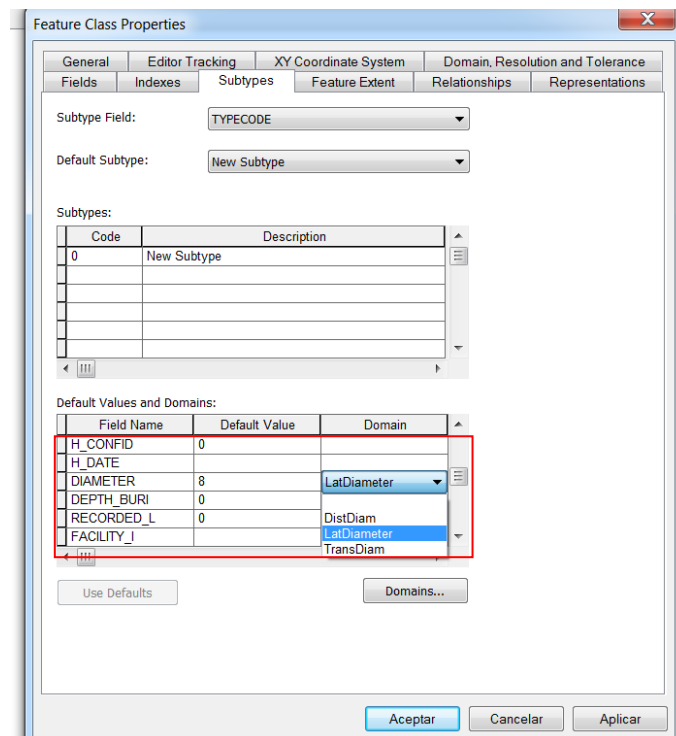 Feature Class Properties
X
General Editor Tracking XY Coordinate System Domain, Resolution and Tolerance
Fields Indexes Subtypes Feature Extent Relationships Representations
Subtype Field: TYPECODE
Default Subtype: New Subtype
Subtypes:
Code Description
0 New Subtype
Default Values and Domains:
Field Name Default Value Domain
H_CONFID 0
H_DATE
DIAMETER 8 LatDiameter
DEPTH_BURI 0
RECORDED_L 0 DistDiam
LatDiameter
FACILITY_I TransDiam
Use Defaults Domains...
Aceptar Cancelar Aplicar